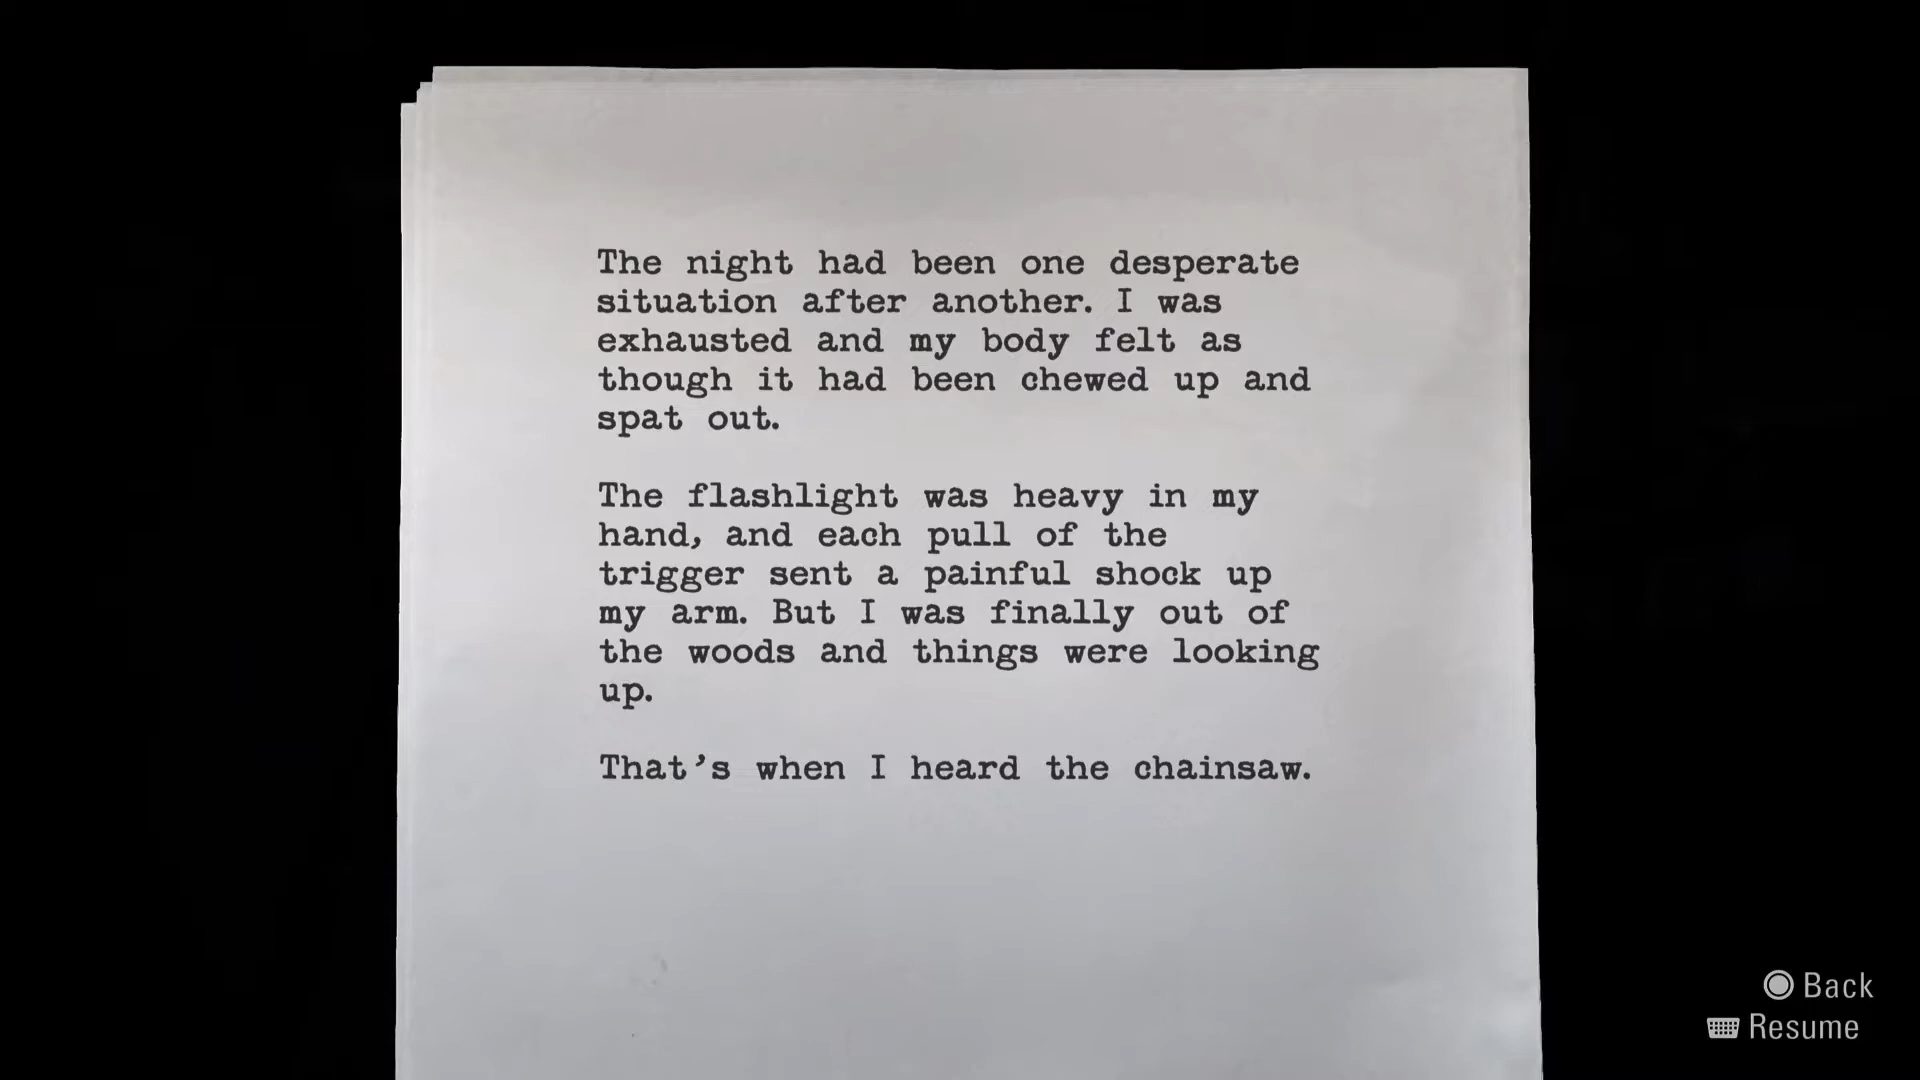 The night had been one desperate
situation after another. I was
exhausted and my body felt as
though it had been chewed up and
spat out.
The flashlight was heavy in my
hand, and each pull of the
trigger sent a painful shock up
my arm. But I was finally out of
the woods and things were looking
up.
That’s when I heard the chainsaw.
Back
Resume